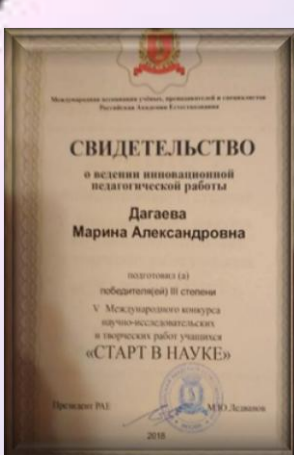 Международная ассоциация учёных, преподавателей и специалистов
Российская Академия Естествознания
СВИДЕТЕЛЬСТВО
о ведении инновационной
педагогической работы
Дагаева
Марина Александровна
подготовил (а)
победителя(ей) III степени
V Международного конкурса
научно-исследовательских
и творческих работ учащихся
«СТАРТ В НАУКЕ»
Президент РАЕ
М.Ю.Ледванов
2018